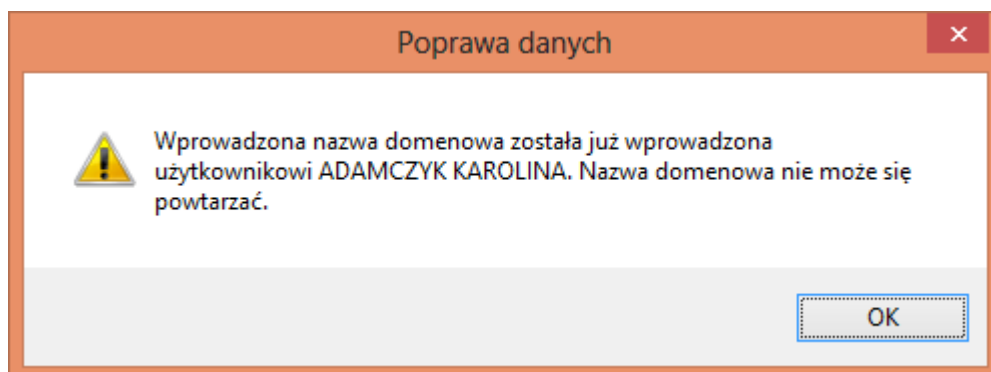 Poprawa danych
Wprowadzona nazwa domenowa została już wprowadzona
użytkownikowi ADAMCZYK KAROLINA. Nazwa domenowa nie może się
powtarzać.
OK